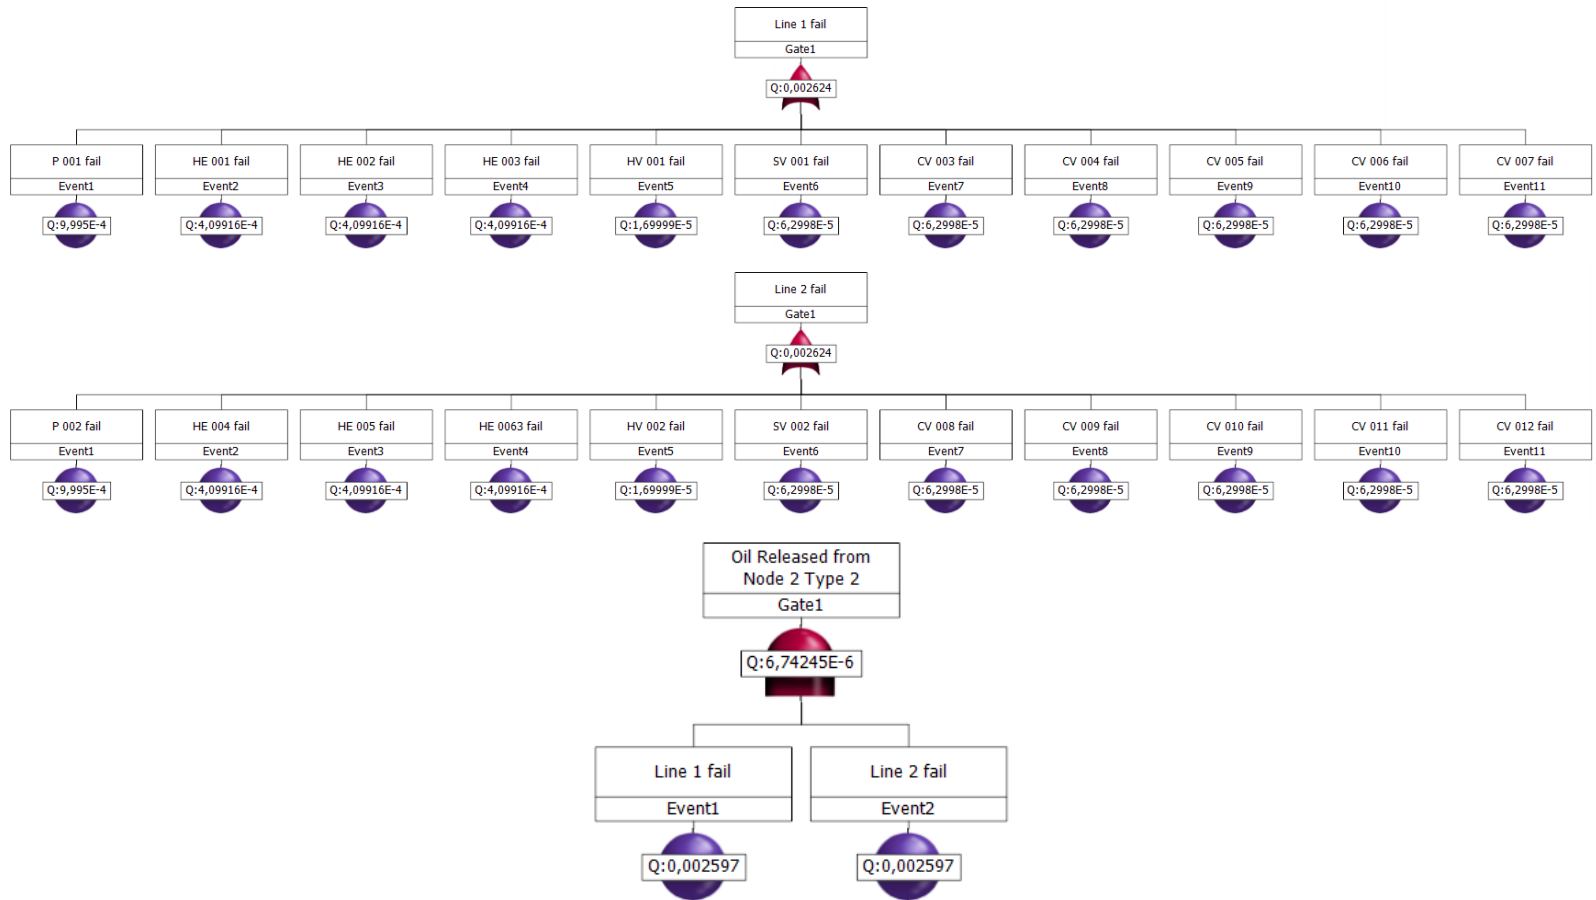 Line 1 fail
Gate1
Q:0,002624
P 001 fail HE 001 fail HE 002 fail HE 003 fail HV 001 fail SV 001 fail CV 003 fail CV 004 fail CV 005 fail CV 006 fail CV 007 fail
Event1 Event2 Event3 Event4 Event5 Event6 Event7 Event8 Event9 Event10 Event11
Q:9,995E-4 Q:4,09916E-4 Q:4,09916E-4 Q:4,09916E-4 Q:1,69999E-5 Q:6,2998E-5 Q:6,2998E-5 Q:6,2998E-5 Q:6,2998E-5 Q:6,2998E-5 Q:6,2998E-5
Line 2 fail
Gate1
Q:0,002624
P 002 fail HE 004 fail HE 005 fail HE 0063 fail HV 002 fail SV 002 fail CV 008 fail CV 009 fail CV 010 fail CV 011 fail CV 012 fail
Event1 Event2 Event3 Event4 Event5 Event6 Event7 Event8 Event9 Event10 Event11
Q:9,995E-4 Q:4,09916E-4 Q:4,09916E-4 Q:4,09916E-4 Q:1,69999E-5 Q:6,2998E-5 Q:6,2998E-5 Q:6,2998E-5 Q:6,2998E-5 Q:6,2998E-5 Q:6,2998E-5
Oil Released from
Node 2 Type 2
Gate1
Q:6,74245E-6
Line 1 fail Line 2 fail
Event1 Event2
Q:0,002597 Q:0,002597